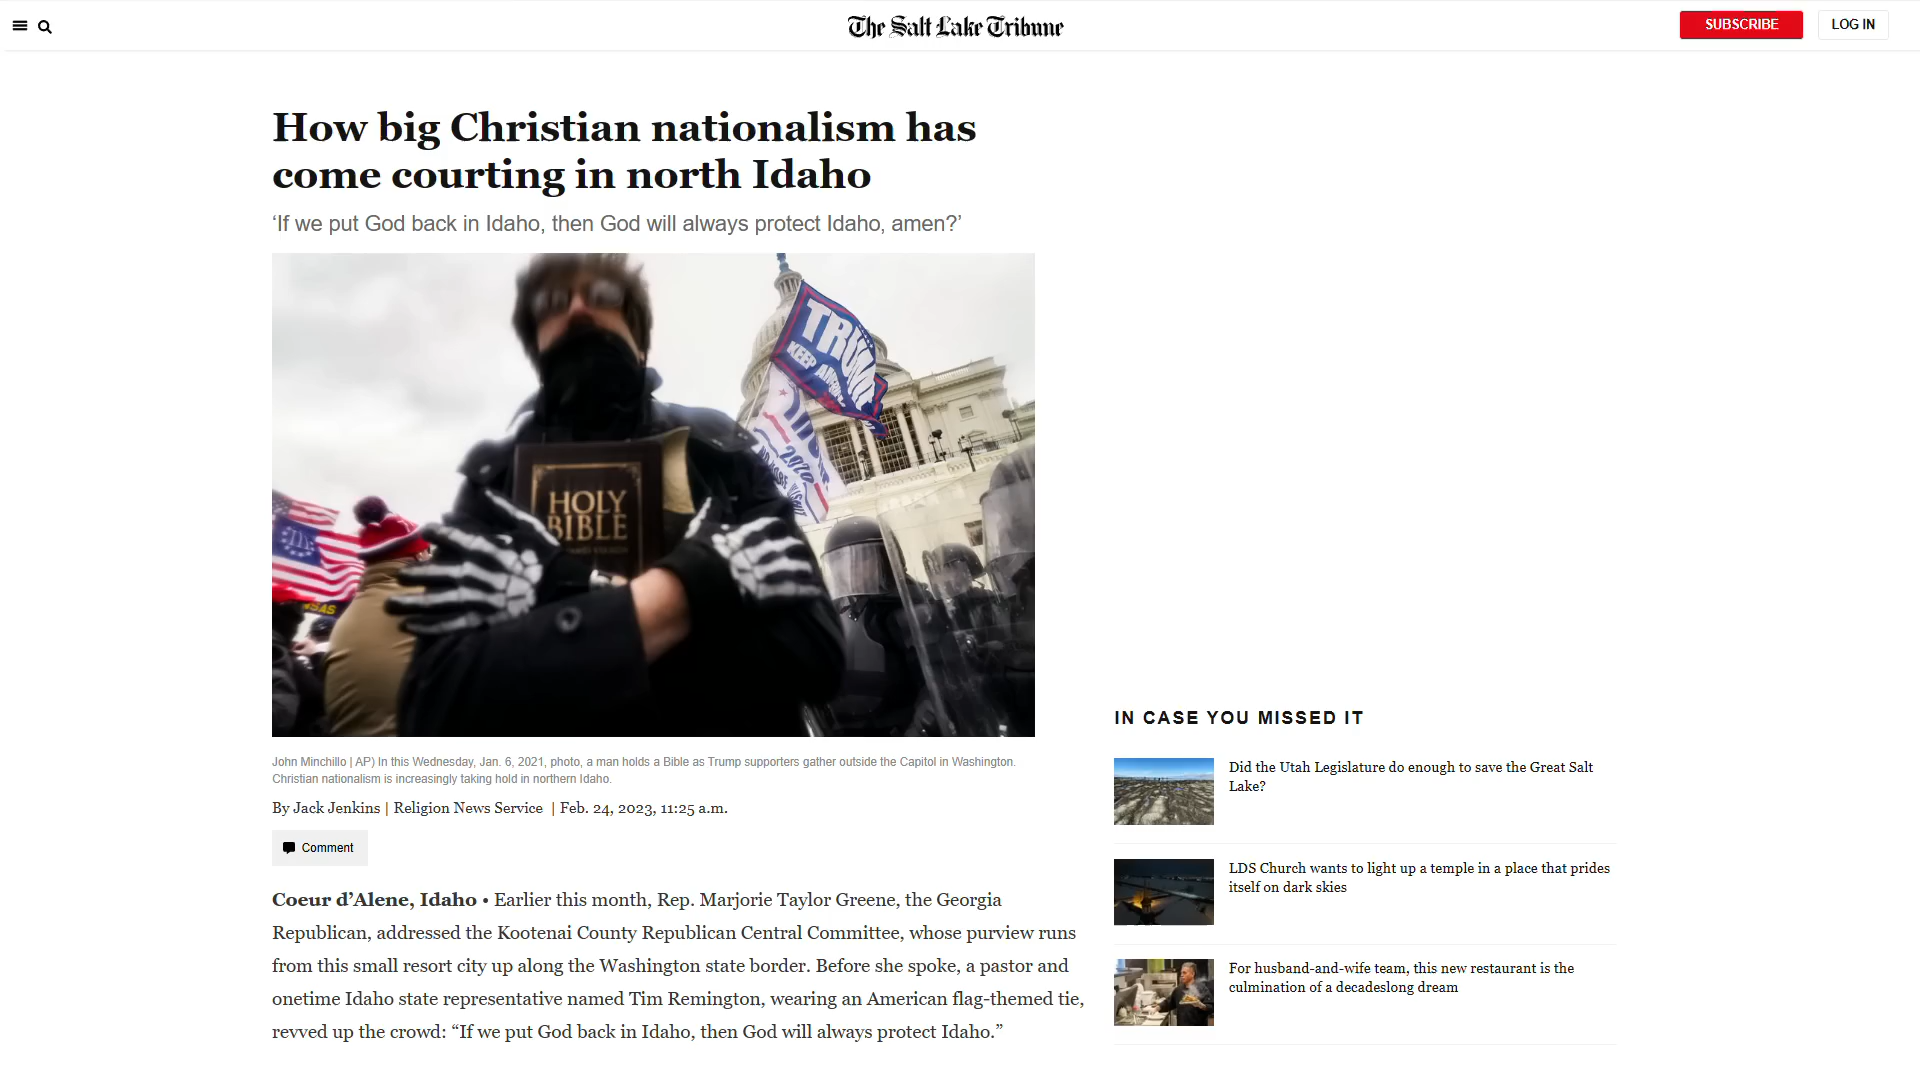 The Salt Lake Tribune
SUBSCRIBE
LOG IN
How big Christian nationalism has
come courting in north Idaho
‘If we put God back in Idaho, then God will always protect Idaho, amen?’
TRUMP
KEEP
2020
HOLY
BIBLE
John Minchillo | AP) In this Wednesday, Jan. 6, 2021, photo, a man holds a Bible as Trump supporters gather outside the Capitol in Washington.
Christian nationalism is increasingly taking hold in northern Idaho.
By Jack Jenkins | Religion News Service | Feb. 24, 2023, 11:25 a.m.
Comment
Coeur d’Alene, Idaho • Earlier this month, Rep. Marjorie Taylor Greene, the Georgia
Republican, addressed the Kootenai County Republican Central Committee, whose purview runs
from this small resort city up along the Washington state border. Before she spoke, a pastor and
onetime Idaho state representative named Tim Remington, wearing an American flag-themed tie,
revved up the crowd: “If we put God back in Idaho, then God will always protect Idaho.”
IN CASE YOU MISSED IT
Did the Utah Legislature do enough to save the Great Salt
Lake?
LDS Church wants to light up a temple in a place that prides
itself on dark skies
For husband-and-wife team, this new restaurant is the
culmination of a decadeslong dream